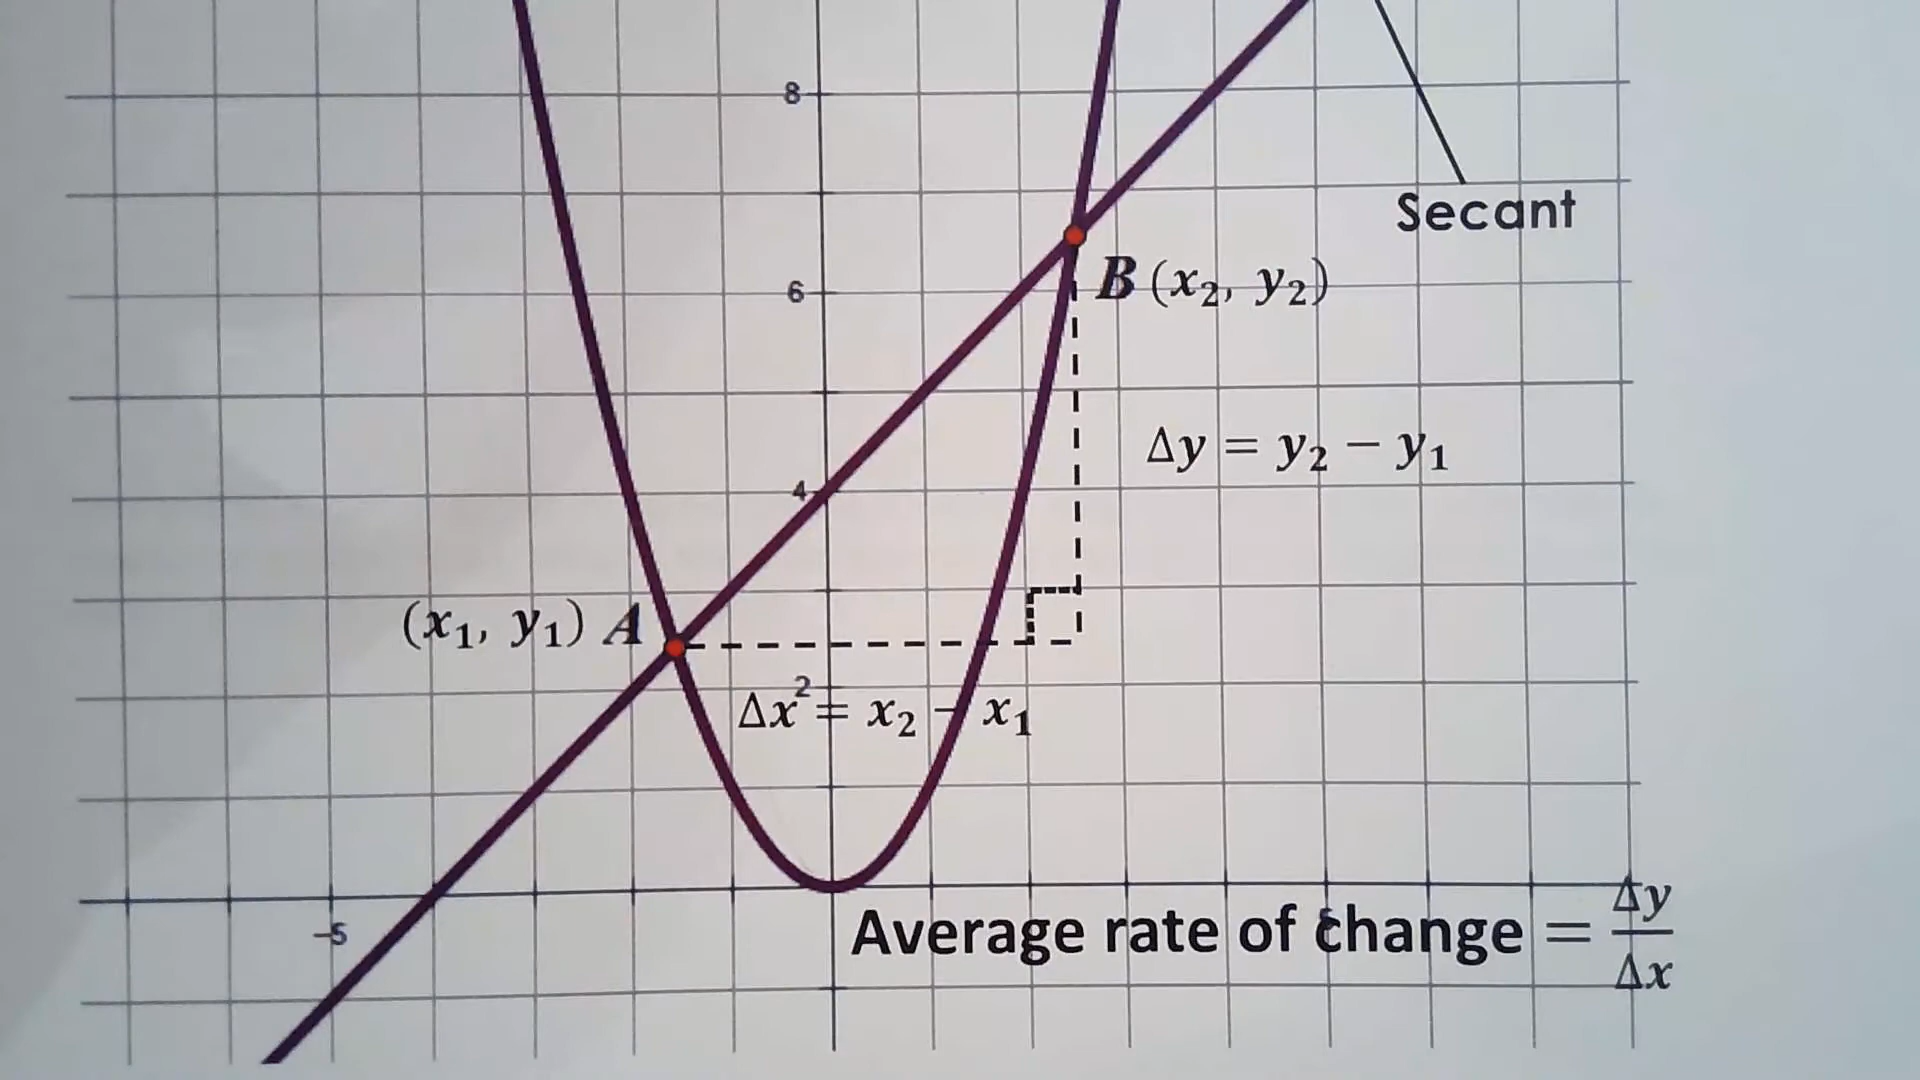 8
Secant
6
B (x₂, y₂)
Δy = y₂ − y₁
4
(x₁, y₁) A
2
Δx = x₂ − x₁
−5
Average rate of change = Δy/Δx